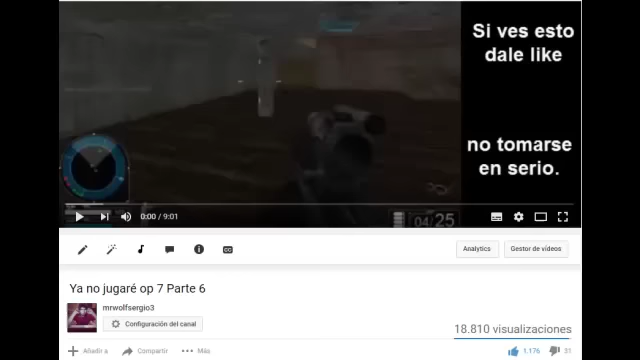 Si ves esto
dale like
no tomarse
en serio.
0:00 / 9:01
04/25
CC
Analytics
Gestor de vídeos
Ya no jugaré op 7 Parte 6
mrwolfsergio3
Configuración del canal
18.810 visualizaciones
Añadir a
Compartir
Más
1.176
31